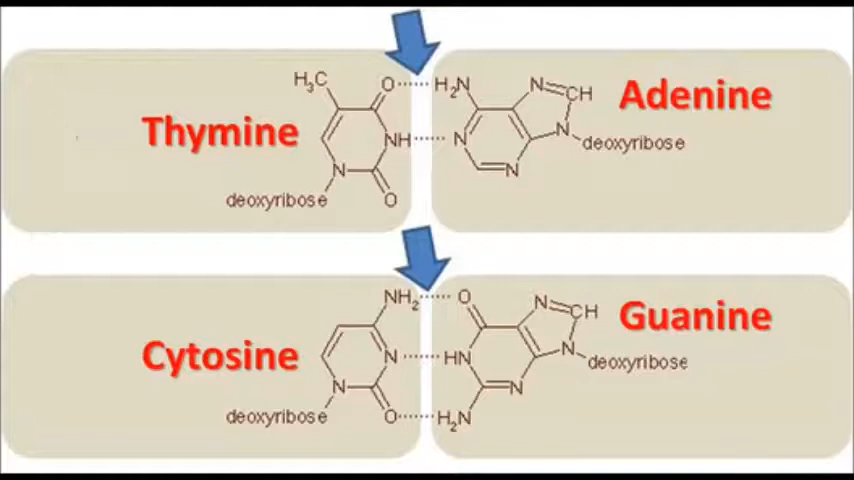 H₃C
O H₂N N CH
Adenine
Thymine
NH N N deoxyribose
N N
deoxyribose O
NH₂ O N CH
Guanine
Cytosine
N HN N deoxyribose
N N
deoxyribose O H₂N